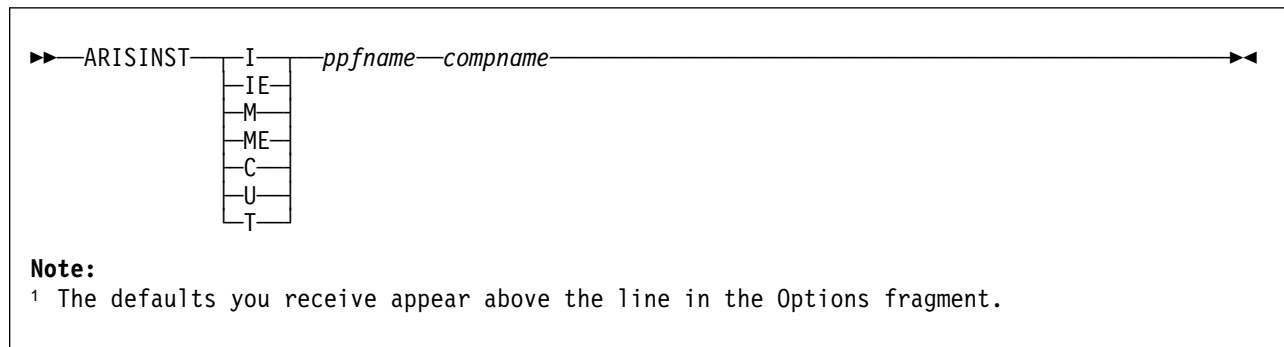 ►►──ARISINST──┬─I──┬──ppfname──compname──►◄
├─IE─┤
├─M──┤
├─ME─┤
├─C──┤
├─U──┤
└─T──┘
Note:
¹ The defaults you receive appear above the line in the Options fragment.